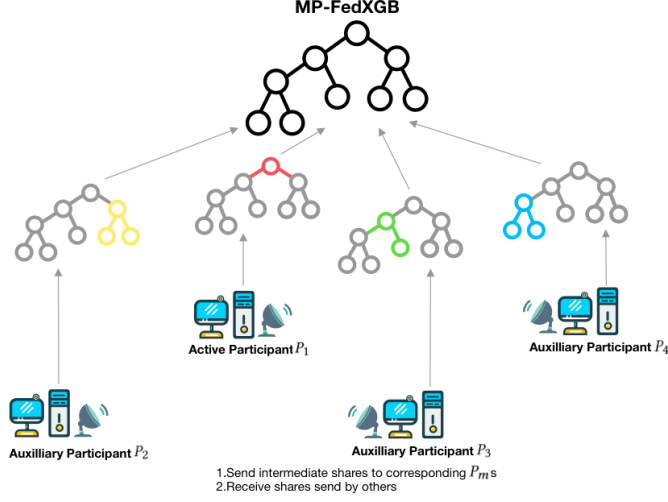 MP-FedXGB
Active Participant P₁
Auxilliary Participant P₄
Auxilliary Participant P₂
Auxilliary Participant P₃
1.Send intermediate shares to corresponding Pₘs
2.Receive shares send by others